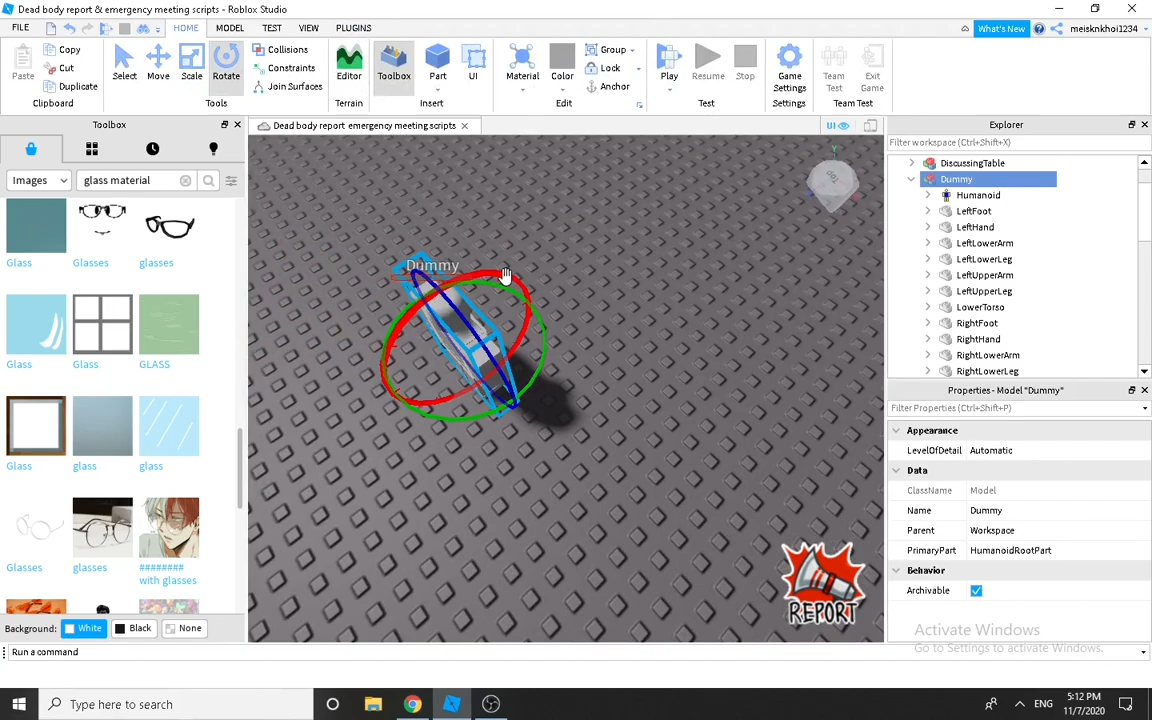 Dead body report & emergency meeting scripts - Roblox Studio
FILE HOME MODEL TEST VIEW PLUGINS What's New meisknkhoi1234
Paste Copy Cut Duplicate Select Move Scale Rotate Collisions Constraints Join Surfaces Editor Toolbox Part UI Material Color Group Lock Anchor Play Resume Stop Game Settings Team Test Exit Game
Clipboard Tools Terrain Insert Edit Test Settings Team Test
Toolbox
Dead body report emergency meeting scripts
UI
Images glass material
Glass Glasses glasses
Glass Glass GLASS
Glass glass glass
Glasses glasses ######## with glasses
Background: White Black None
Dummy
REPORT
Explorer
Filter workspace (Ctrl+Shift+X)
DiscussingTable
Dummy
Humanoid
LeftFoot
LeftHand
LeftLowerArm
LeftLowerLeg
LeftUpperArm
LeftUpperLeg
LowerTorso
RightFoot
RightHand
RightLowerArm
RightLowerLeg
Properties - Model "Dummy"
Filter Properties (Ctrl+Shift+P)
Appearance
LevelOfDetail Automatic
Data
ClassName Model
Name Dummy
Parent Workspace
PrimaryPart HumanoidRootPart
Behavior
Archivable
Activate Windows
Go to Settings to activate Windows.
Run a command
Type here to search
ENG
5:12 PM
11/7/2020